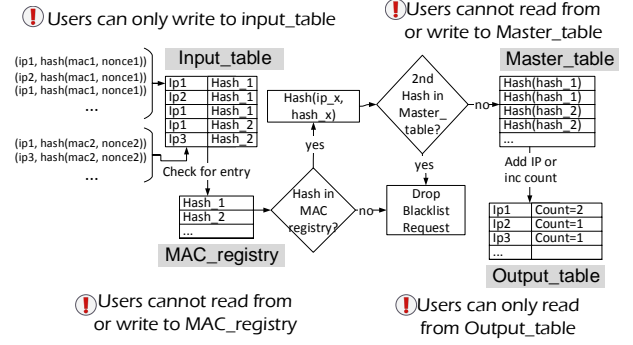 Users can only write to input_table
Users cannot read from
or write to Master_table
(ip1, hash(mac1, nonce1))
(ip2, hash(mac1, nonce1))
(ip1, hash(mac1, nonce1))
...
(ip1, hash(mac2, nonce2))
(ip3, hash(mac2, nonce2))
...
Input_table
Ip1 Hash_1
Ip2 Hash_1
Ip1 Hash_1
Ip1 Hash_2
Ip3 Hash_2
Check for entry
Hash_1
Hash_2
...
MAC_registry
Hash in
MAC
registry?
yes
no
Hash(ip_x,
hash_x)
2nd
Hash in
Master_
table?
no
yes
Drop
Blacklist
Request
Master_table
Hash(hash_1)
Hash(hash_1)
Hash(hash_2)
Hash(hash_2)
...
Add IP or
inc count
Ip1 Count=2
Ip2 Count=1
Ip3 Count=1
...
Output_table
Users cannot read from
or write to MAC_registry
Users can only read
from Output_table